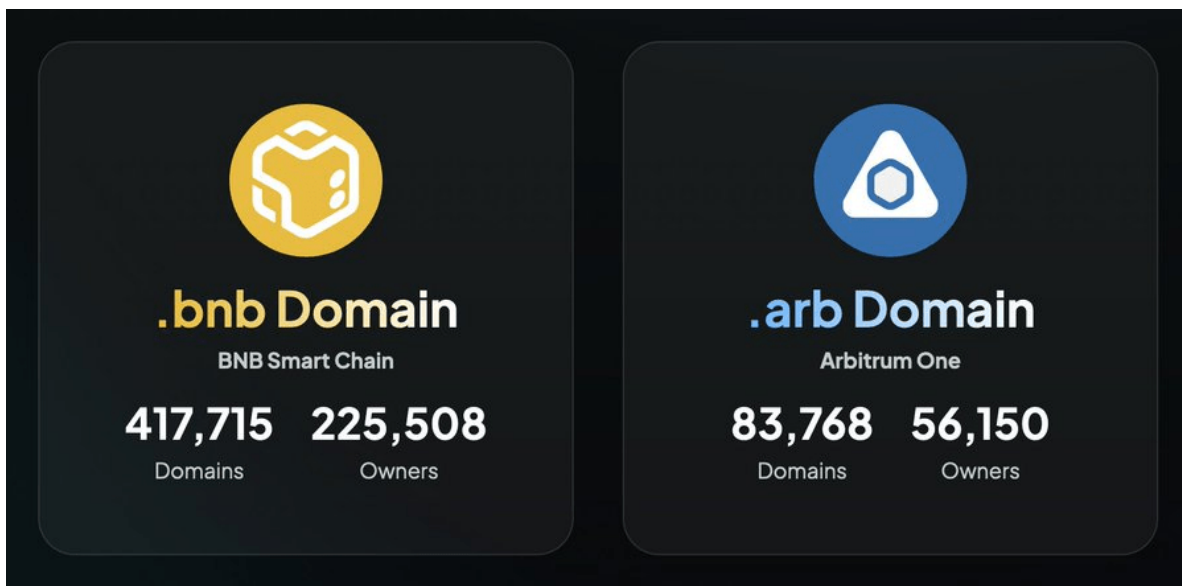 .bnb Domain
BNB Smart Chain
417,715 225,508
Domains Owners
.arb Domain
Arbitrum One
83,768 56,150
Domains Owners